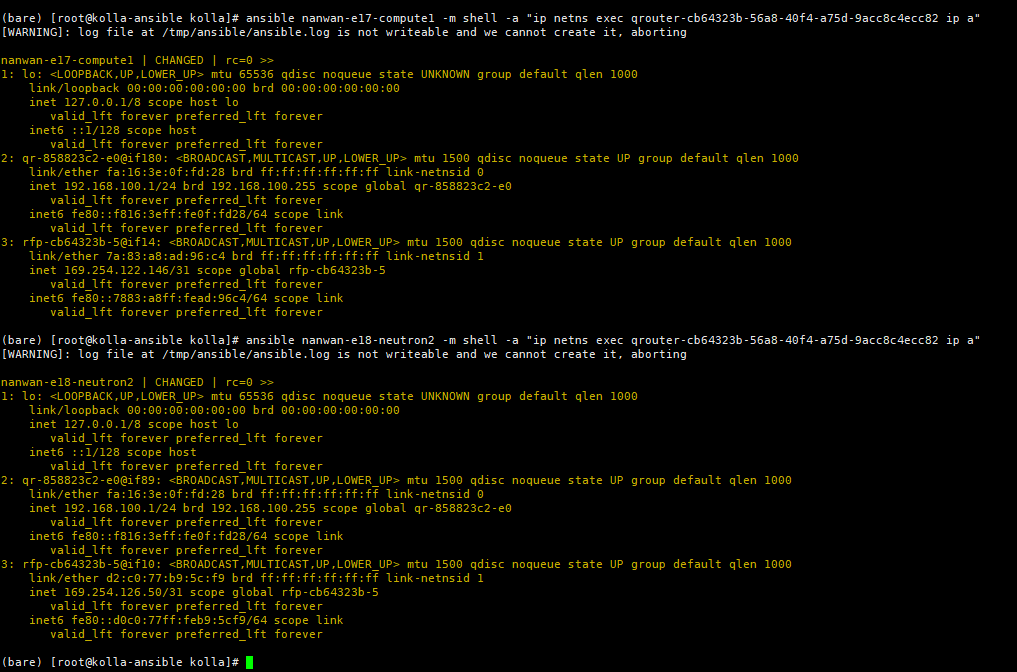 (bare) [root@kolla-ansible kolla]# ansible nanwan-e17-compute1 -m shell -a "ip netns exec qrouter-cb64323b-56a8-40f4-a75d-9acc8c4ecc82 ip a"
[WARNING]: log file at /tmp/ansible/ansible.log is not writeable and we cannot create it, aborting
nanwan-e17-compute1 | CHANGED | rc=0 >>
1: lo: <LOOPBACK,UP,LOWER_UP> mtu 65536 qdisc noqueue state UNKNOWN group default qlen 1000
    link/loopback 00:00:00:00:00:00 brd 00:00:00:00:00:00
    inet 127.0.0.1/8 scope host lo
       valid_lft forever preferred_lft forever
    inet6 ::1/128 scope host
       valid_lft forever preferred_lft forever
2: qr-858823c2-e0@if180: <BROADCAST,MULTICAST,UP,LOWER_UP> mtu 1500 qdisc noqueue state UP group default qlen 1000
    link/ether fa:16:3e:0f:fd:28 brd ff:ff:ff:ff:ff:ff link-netnsid 0
    inet 192.168.100.1/24 brd 192.168.100.255 scope global qr-858823c2-e0
       valid_lft forever preferred_lft forever
    inet6 fe80::f816:3eff:fe0f:fd28/64 scope link
       valid_lft forever preferred_lft forever
3: rfp-cb64323b-5@if14: <BROADCAST,MULTICAST,UP,LOWER_UP> mtu 1500 qdisc noqueue state UP group default qlen 1000
    link/ether 7a:83:a8:ad:96:c4 brd ff:ff:ff:ff:ff:ff link-netnsid 1
    inet 169.254.122.146/31 scope global rfp-cb64323b-5
       valid_lft forever preferred_lft forever
    inet6 fe80::7883:a8ff:fead:96c4/64 scope link
       valid_lft forever preferred_lft forever
(bare) [root@kolla-ansible kolla]# ansible nanwan-e18-neutron2 -m shell -a "ip netns exec qrouter-cb64323b-56a8-40f4-a75d-9acc8c4ecc82 ip a"
[WARNING]: log file at /tmp/ansible/ansible.log is not writeable and we cannot create it, aborting
nanwan-e18-neutron2 | CHANGED | rc=0 >>
1: lo: <LOOPBACK,UP,LOWER_UP> mtu 65536 qdisc noqueue state UNKNOWN group default qlen 1000
    link/loopback 00:00:00:00:00:00 brd 00:00:00:00:00:00
    inet 127.0.0.1/8 scope host lo
       valid_lft forever preferred_lft forever
    inet6 ::1/128 scope host
       valid_lft forever preferred_lft forever
2: qr-858823c2-e0@if89: <BROADCAST,MULTICAST,UP,LOWER_UP> mtu 1500 qdisc noqueue state UP group default qlen 1000
    link/ether fa:16:3e:0f:fd:28 brd ff:ff:ff:ff:ff:ff link-netnsid 0
    inet 192.168.100.1/24 brd 192.168.100.255 scope global qr-858823c2-e0
       valid_lft forever preferred_lft forever
    inet6 fe80::f816:3eff:fe0f:fd28/64 scope link
       valid_lft forever preferred_lft forever
3: rfp-cb64323b-5@if10: <BROADCAST,MULTICAST,UP,LOWER_UP> mtu 1500 qdisc noqueue state UP group default qlen 1000
    link/ether d2:c0:77:b9:5c:f9 brd ff:ff:ff:ff:ff:ff link-netnsid 1
    inet 169.254.126.50/31 scope global rfp-cb64323b-5
       valid_lft forever preferred_lft forever
    inet6 fe80::d0c0:77ff:feb9:5cf9/64 scope link
       valid_lft forever preferred_lft forever
(bare) [root@kolla-ansible kolla]#